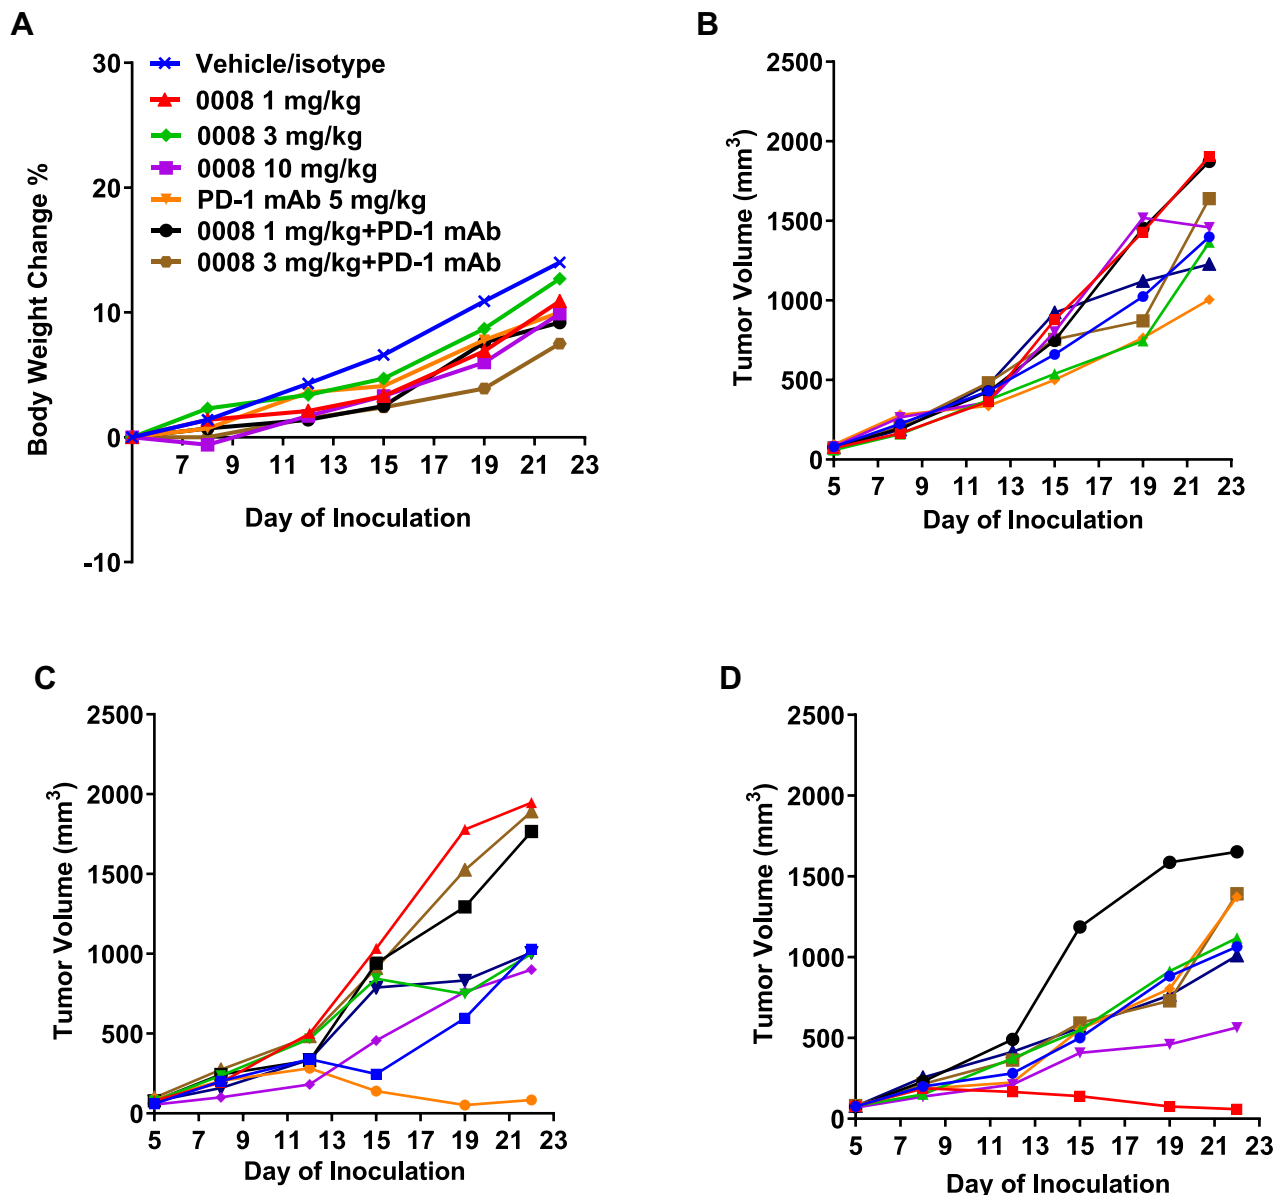 A
30
20
10
0
-10
Body Weight Change %
Vehicle/isotype
0008 1 mg/kg
0008 3 mg/kg
0008 10 mg/kg
PD-1 mAb 5 mg/kg
0008 1 mg/kg+PD-1 mAb
0008 3 mg/kg+PD-1 mAb
7 9 11 13 15 17 19 21 23
Day of Inoculation
B
2500
2000
1500
1000
500
0
Tumor Volume (mm³)
5 7 9 11 13 15 17 19 21 23
Day of Inoculation
C
2500
2000
1500
1000
500
0
Tumor Volume (mm³)
5 7 9 11 13 15 17 19 21 23
Day of Inoculation
D
2500
2000
1500
1000
500
0
Tumor Volume (mm³)
5 7 9 11 13 15 17 19 21 23
Day of Inoculation